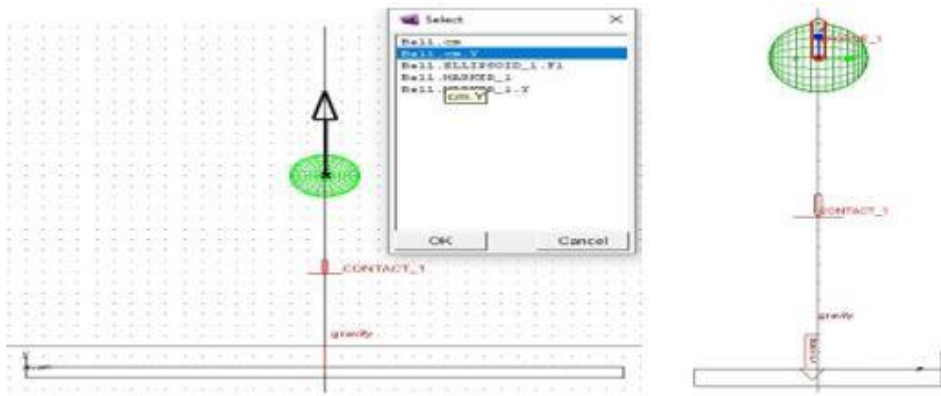 Select
Ball.cm
Ball.cm.Y
Ball.ELLIPSOID_1.F1
Ball.MARKER_1
cm.Y
OK Cancel
CONTACT_1
gravity
CONTACT_1
gravity